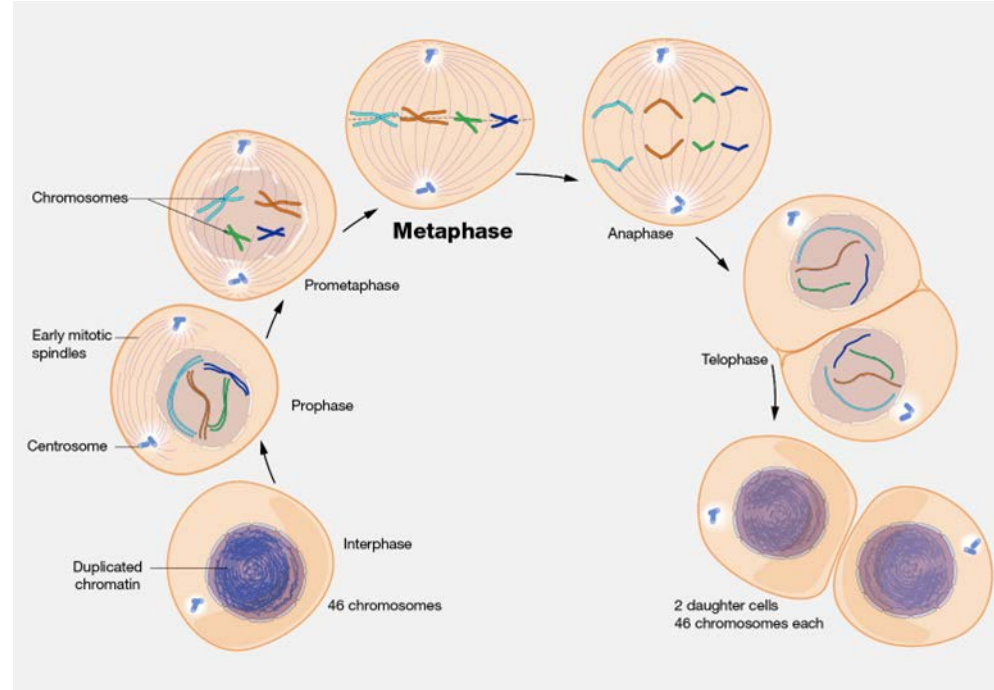 Metaphase
Anaphase
Chromosomes
Prometaphase
Early mitotic
spindles
Telophase
Prophase
Centrosome
Interphase
Duplicated
chromatin
46 chromosomes
2 daughter cells
46 chromosomes each